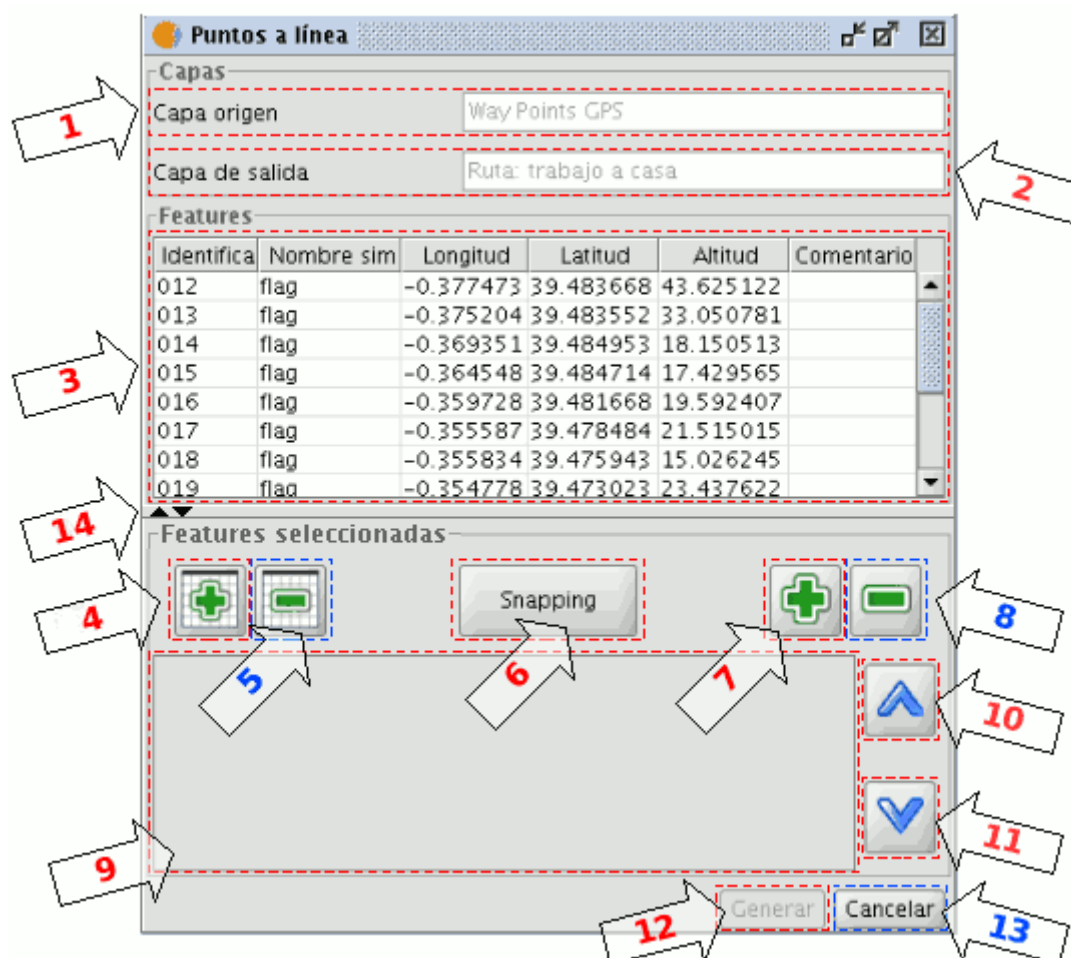 Puntos a línea
Capas
1
Capa origen Way Points GPS
Capa de salida Ruta: trabajo a casa
2
Features
Identifica Nombre sim Longitud Latitud Altitud Comentario
012 flag -0.377473 39.483668 43.625122
013 flag -0.375204 39.483552 33.050781
014 flag -0.369351 39.484953 18.150513
3
015 flag -0.364548 39.484714 17.429565
016 flag -0.359728 39.481668 19.592407
017 flag -0.355587 39.478484 21.515015
018 flag -0.355834 39.475943 15.026245
019 flag -0.354778 39.473023 23.437622
14
Features seleccionadas
4
Snapping
8
5
6
7
10
11
9
12
Generar Cancelar
13